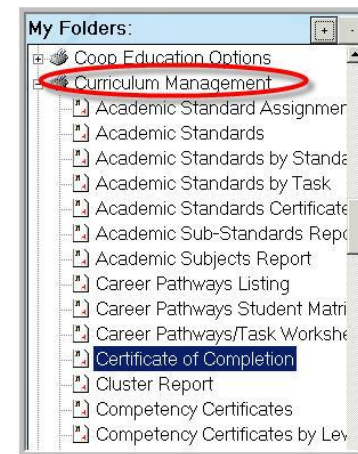 My Folders:
+ -
Coop Education Options
Curriculum Management
Academic Standard Assignmen
Academic Standards
Academic Standards by Standa
Academic Standards by Task
Academic Standards Certificate
Academic Sub-Standards Repo
Academic Subjects Report
Career Pathways Listing
Career Pathways Student Matri
Career Pathways/Task Workshe
Certificate of Completion
Cluster Report
Competency Certificates
Competency Certificates by Lev